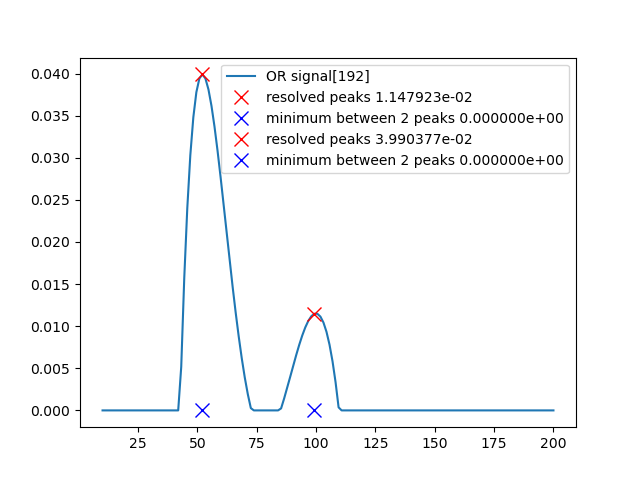 OR signal[192]
resolved peaks 1.147923e-02
minimum between 2 peaks 0.000000e+00
resolved peaks 3.990377e-02
minimum between 2 peaks 0.000000e+00
0.040
0.035
0.030
0.025
0.020
0.015
0.010
0.005
0.000
25 50 75 100 125 150 175 200